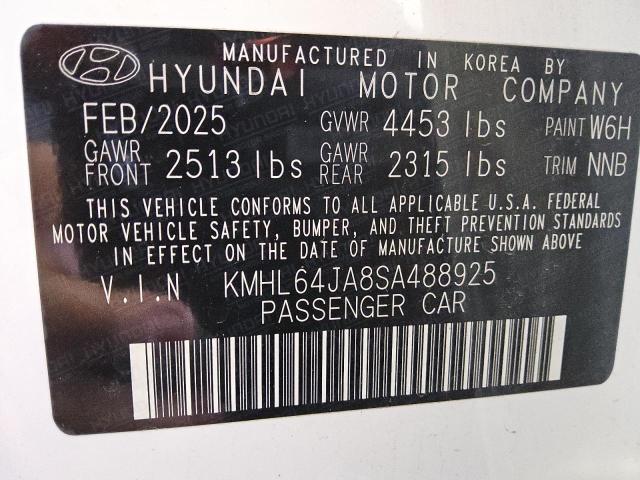 MANUFACTURED IN KOREA BY
HYUNDAI MOTOR COMPANY
FEB/2025 GVWR 4453 lbs PAINT W6H
GAWR FRONT 2513 lbs GAWR REAR 2315 lbs TRIM NNB
THIS VEHICLE CONFORMS TO ALL APPLICABLE U.S.A. FEDERAL
MOTOR VEHICLE SAFETY, BUMPER, AND THEFT PREVENTION STANDARDS
IN EFFECT ON THE DATE OF MANUFACTURE SHOWN ABOVE
V.I.N KMHL64JA8SA488925
PASSENGER CAR